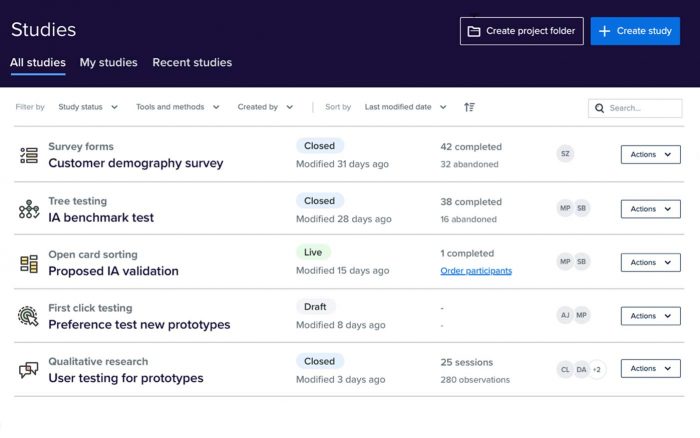 Studies
Create project folder
Create study
All studies
My studies
Recent studies
Filter by
Study status
Tools and methods
Created by
Sort by
Last modified date
Search...
Survey forms
Customer demography survey
Closed
Modified 31 days ago
42 completed
32 abandoned
SZ
Actions
Tree testing
IA benchmark test
Closed
Modified 28 days ago
38 completed
16 abandoned
MP SB
Actions
Open card sorting
Proposed IA validation
Live
Modified 15 days ago
1 completed
Order participants
MP SB
Actions
First click testing
Preference test new prototypes
Draft
Modified 8 days ago
-
-
AJ MP
Actions
Qualitative research
User testing for prototypes
Closed
Modified 3 days ago
25 sessions
280 observations
CL DA +2
Actions